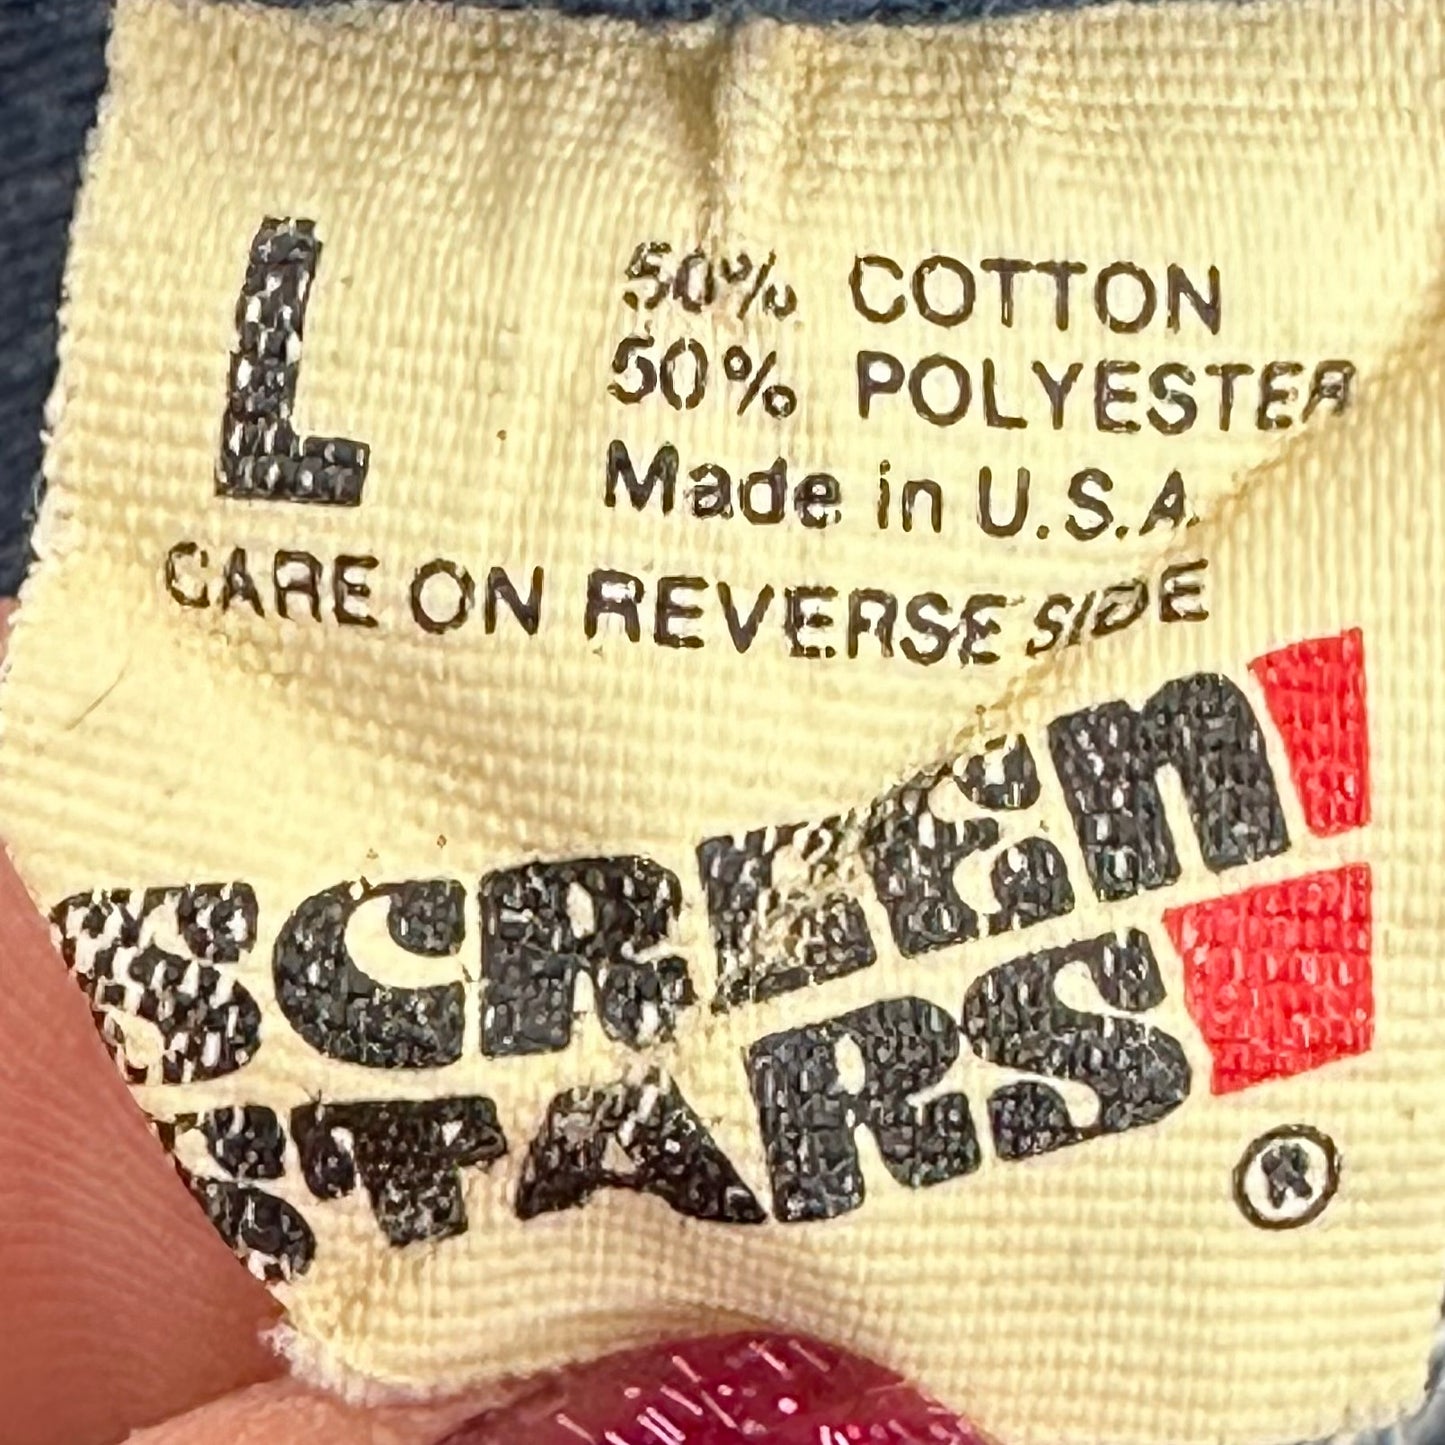 L
50% COTTON
50% POLYESTER
Made in U.S.A.
CARE ON REVERSE SIDE
SCREEN!
STARS!
®